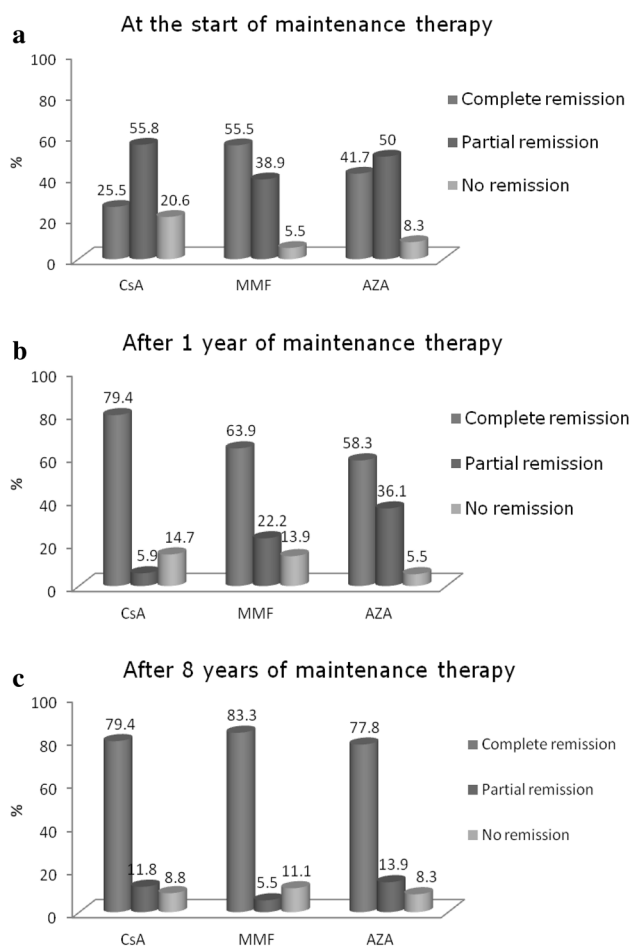 a
At the start of maintenance therapy
100
80
60
40
20
0
%
25.5
55.8
20.6
55.5
38.9
5.5
41.7
50
8.3
CsA
MMF
AZA
Complete remission
Partial remission
No remission
b
After 1 year of maintenance therapy
100
80
60
40
20
0
%
79.4
5.9
14.7
63.9
22.2
13.9
58.3
36.1
5.5
CsA
MMF
AZA
Complete remission
Partial remission
No remission
c
After 8 years of maintenance therapy
100
80
60
40
20
0
%
79.4
11.8
8.8
83.3
5.5
11.1
77.8
13.9
8.3
CsA
MMF
AZA
Complete remission
Partial remission
No remission